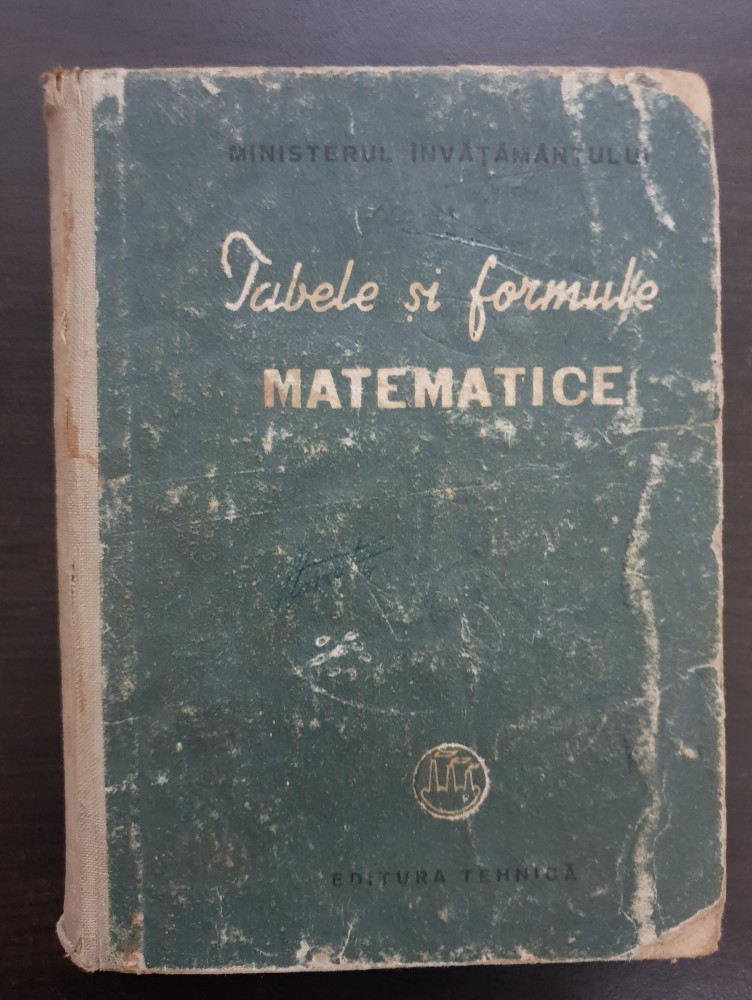 MINISTERUL ÎNVĂȚĂMÂNTULUI
Tabele și formule
MATEMATICE
EDITURA TEHNICĂ